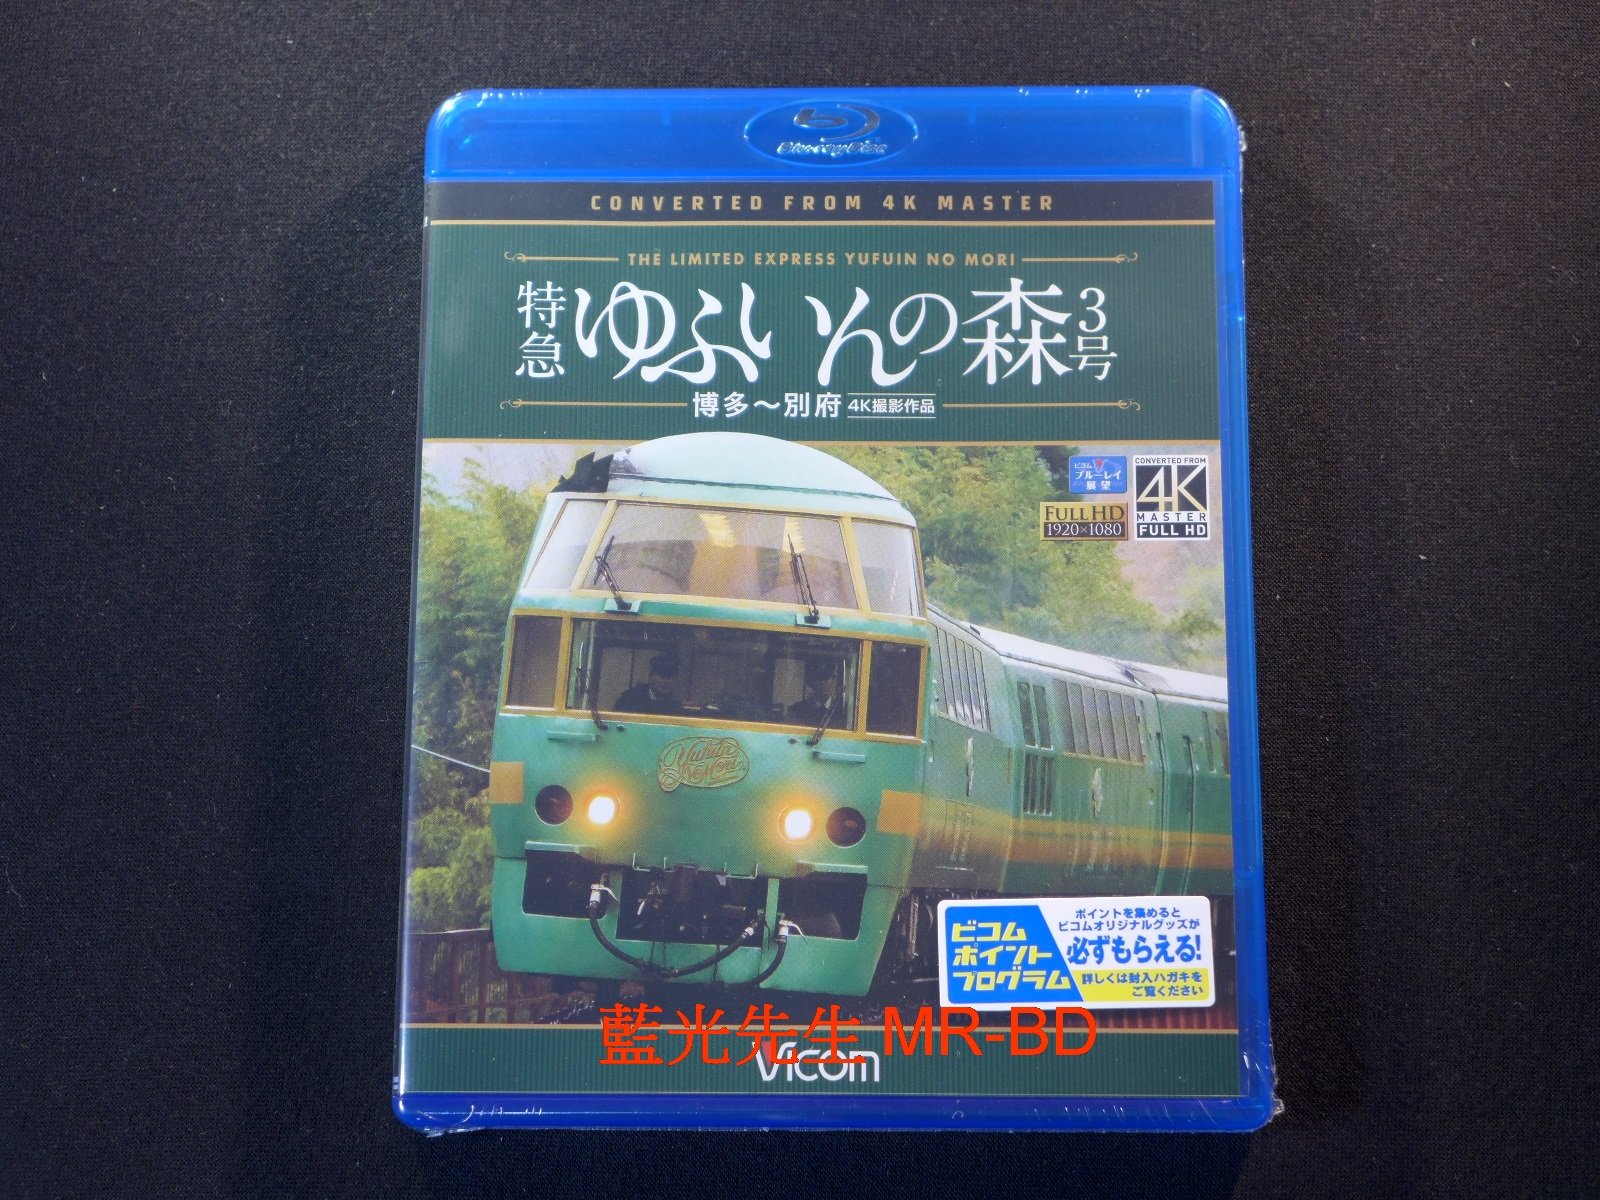 Blu-ray Disc
CONVERTED FROM 4K MASTER
THE LIMITED EXPRESS YUFUIN NO MORI
特急 ゆふいんの森 3号
博多～別府 4K撮影作品
ビコム
ブルーレイ
展望
FULL HD
1920×1080
CONVERTED FROM
4K
MASTER
FULL HD
Yufuin
No Mori
ビコム
ポイント
プログラム
ポイントを集めると
ビコムオリジナルグッズが
必ずもらえる!
詳しくは封入ハガキを
ご覧ください
藍光先生 MR-BD
Vicom